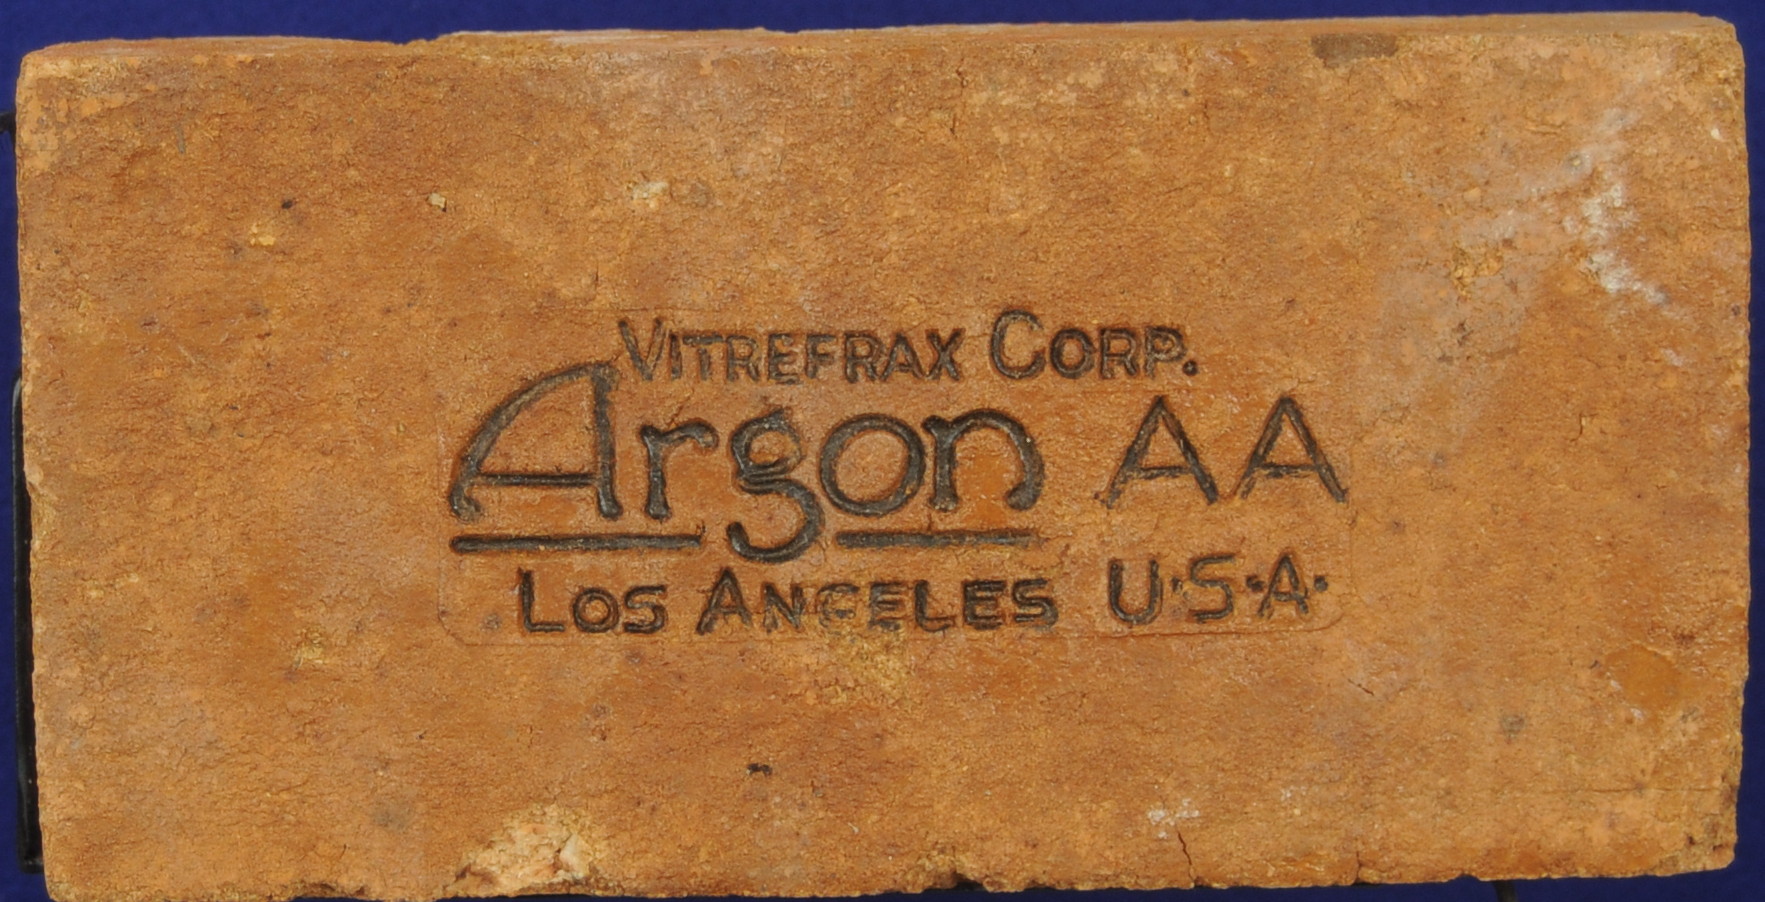 VITREFRAX CORP.
Argon AA
LOS ANGELES U.S.A.